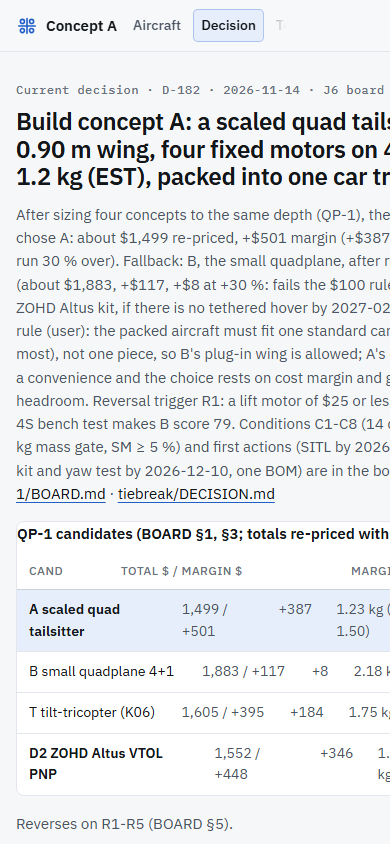 Concept A Aircraft Decision T
Current decision · D-182 · 2026-11-14 · J6 board
Build concept A: a scaled quad tails
0.90 m wing, four fixed motors on 4
1.2 kg (EST), packed into one car tr
After sizing four concepts to the same depth (QP-1), the
chose A: about $1,499 re-priced, +$501 margin (+$387
run 30 % over). Fallback: B, the small quadplane, after r
(about $1,883, +$117, +$8 at +30 %: fails the $100 rule
ZOHD Altus kit, if there is no tethered hover by 2027-02
rule (user): the packed aircraft must fit one standard car
most), not one piece, so B's plug-in wing is allowed; A's
a convenience and the choice rests on cost margin and g
headroom. Reversal trigger R1: a lift motor of $25 or les
4S bench test makes B score 79. Conditions C1-C8 (14 c
kg mass gate, SM ≥ 5 %) and first actions (SITL by 2026
kit and yaw test by 2026-12-10, one BOM) are in the bo
1/BOARD.md · tiebreak/DECISION.md
QP-1 candidates (BOARD §1, §3; totals re-priced with
CAND TOTAL $ / MARGIN $ MARG
A scaled quad 1,499 / +387 1.23 kg (
tailsitter +501 1.50)
B small quadplane 4+1 1,883 / +117 +8 2.18 k
T tilt-tricopter (K06) 1,605 / +395 +184 1.75 k
D2 ZOHD Altus VTOL 1,552 / +346 1.
PNP +448 kg
Reverses on R1-R5 (BOARD §5).